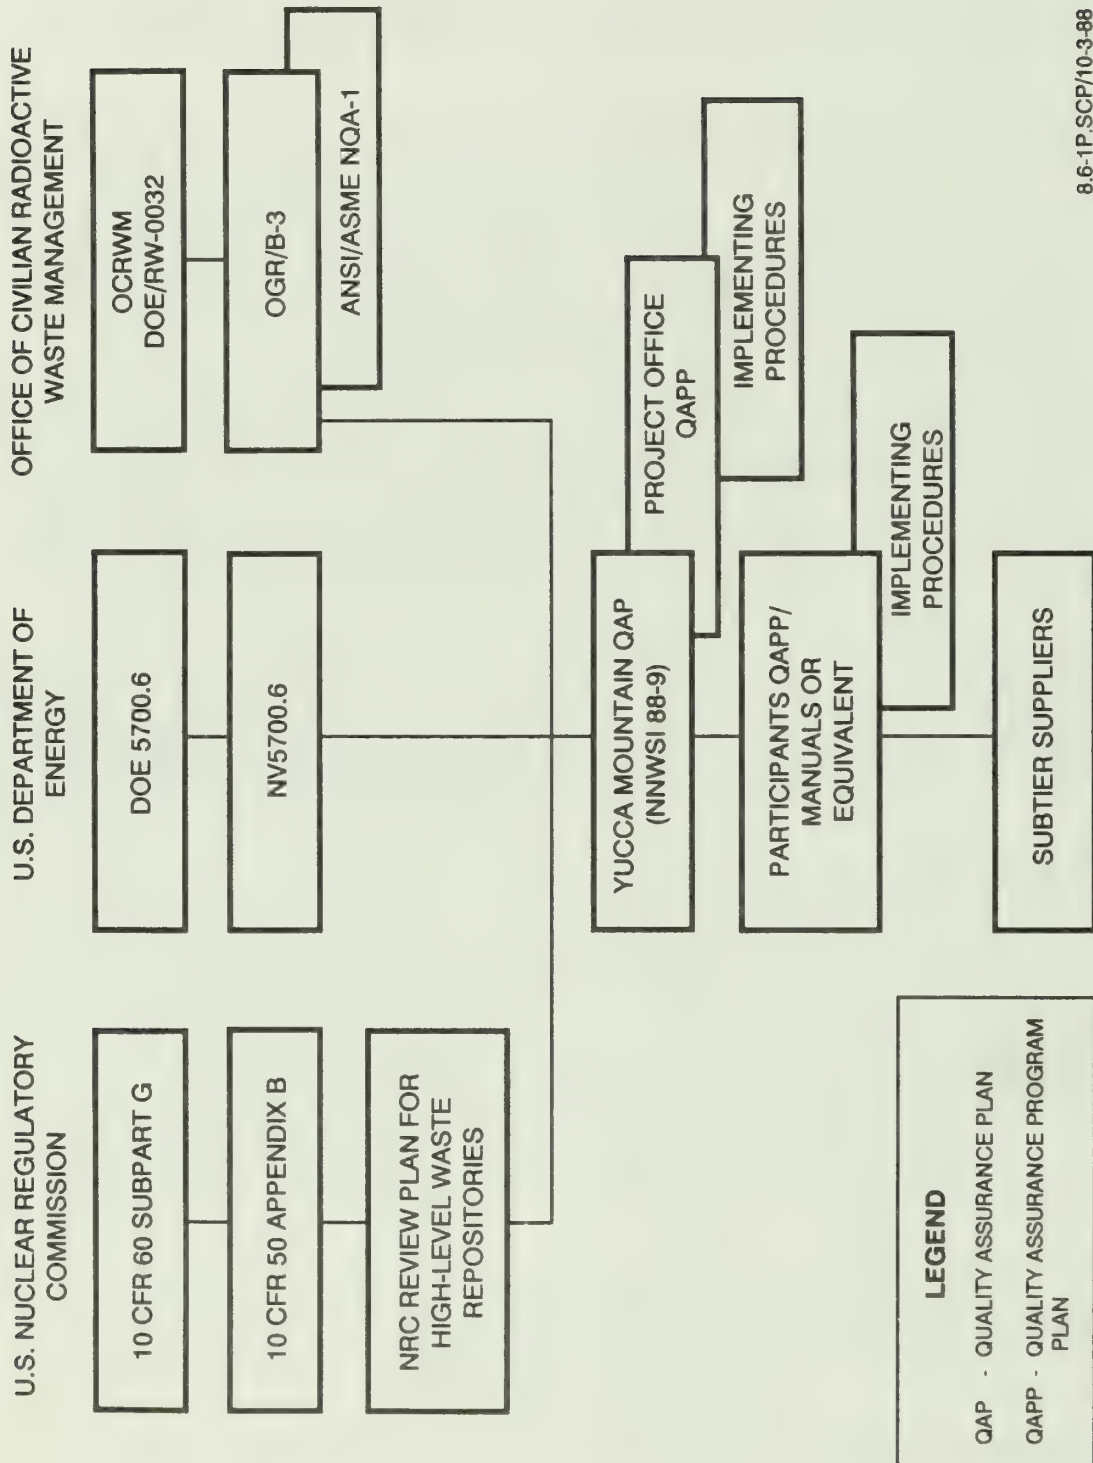 U.S. NUCLEAR REGULATORY
COMMISSION
10 CFR 60 SUBPART G
10 CFR 50 APPENDIX B
NRC REVIEW PLAN FOR
HIGH-LEVEL WASTE
REPOSITORIES
U.S. DEPARTMENT OF
ENERGY
DOE 5700.6
NV5700.6
OFFICE OF CIVILIAN RADIOACTIVE
WASTE MANAGEMENT
OCRWM
DOE/RW-0032
OGR/B-3
ANSI/ASME NQA-1
YUCCA MOUNTAIN QAP
(NNWSI 88-9)
PROJECT OFFICE
QAPP
IMPLEMENTING
PROCEDURES
PARTICIPANTS QAPP/
MANUALS OR
EQUIVALENT
IMPLEMENTING
PROCEDURES
SUBTIER SUPPLIERS
LEGEND
QAP - QUALITY ASSURANCE PLAN
QAPP - QUALITY ASSURANCE PROGRAM
PLAN
8.6-1P.SCP/10-3-88